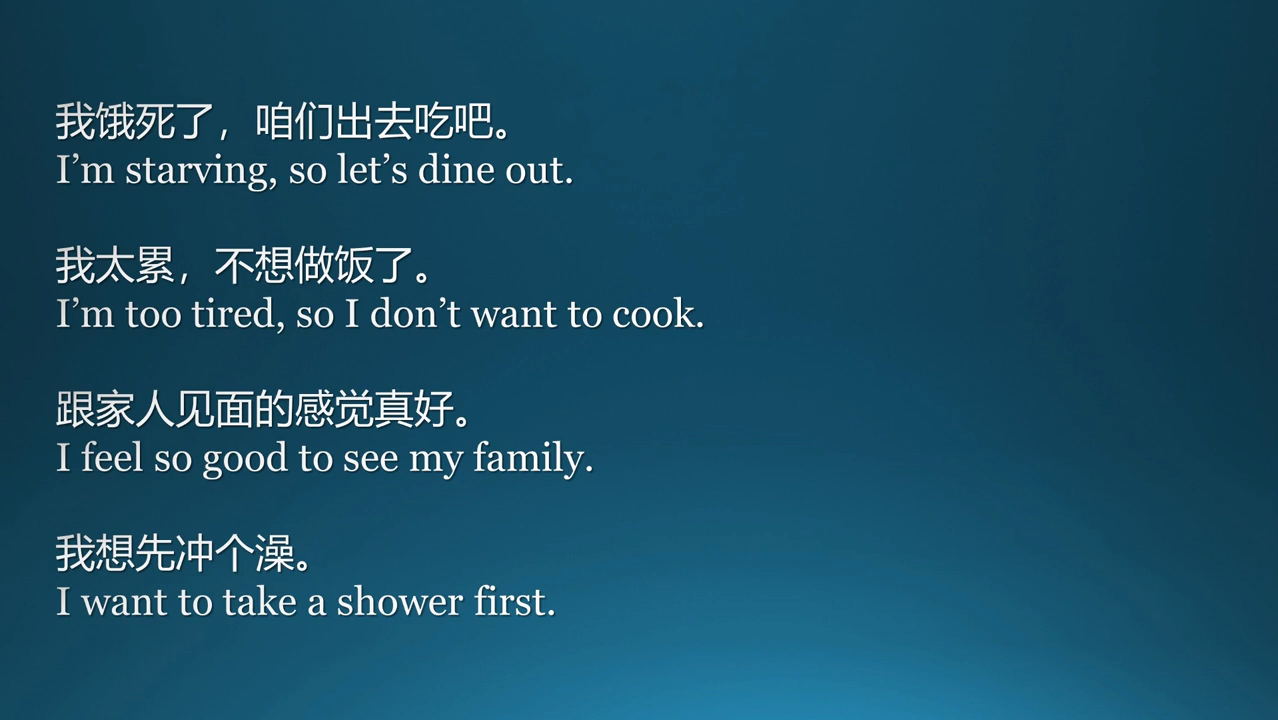 我饿死了，咱们出去吃吧。
I’m starving, so let’s dine out.
我太累，不想做饭了。
I’m too tired, so I don’t want to cook.
跟家人见面的感觉真好。
I feel so good to see my family.
我想先冲个澡。
I want to take a shower first.